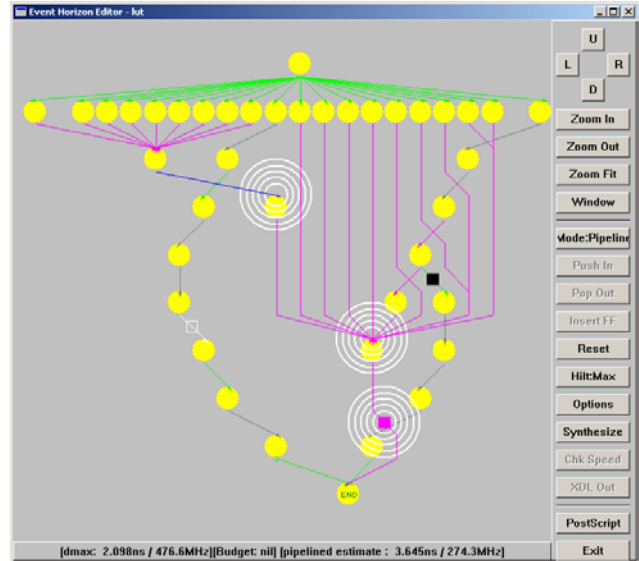 Event Horizon Editor - lut
U
L
R
D
Zoom In
Zoom Out
Zoom Fit
Window
Mode:Pipeline
Push In
Pop Out
Insert FF
Reset
Hilt:Max
Options
Synthesize
Chk Speed
XDL Out
PostScript
Exit
END
[dmax: 2.098ns / 476.6MHz][Budget: nil] [pipelined estimate : 3.645ns / 274.3MHz]